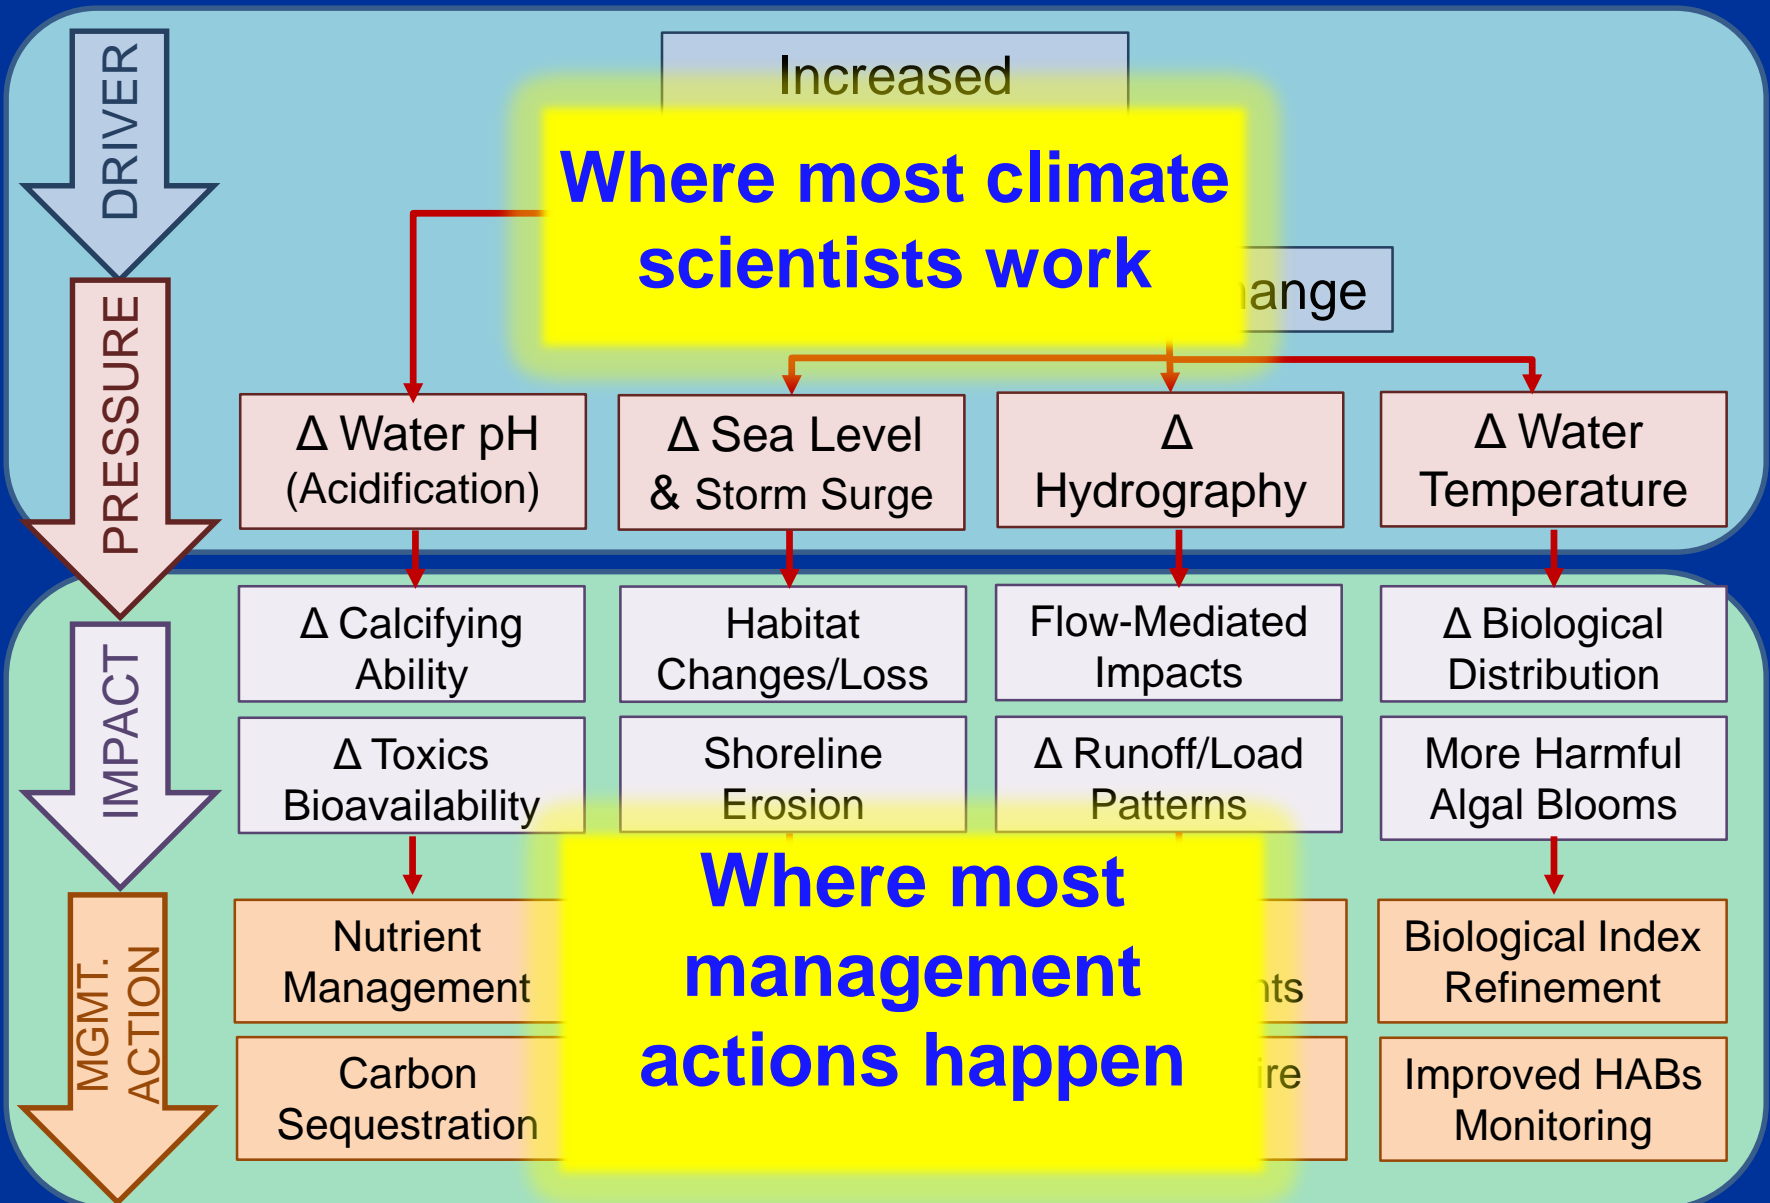 DRIVER
Increased
Where most climate
scientists work
PRESSURE
Δ Water pH
(Acidification)
Δ Sea Level
& Storm Surge
Δ
Hydrography
Δ Water
Temperature
IMPACT
Δ Calcifying
Ability
Habitat
Changes/Loss
Flow-Mediated
Impacts
Δ Biological
Distribution
Δ Toxics
Bioavailability
Shoreline
Erosion
Δ Runoff/Load
Patterns
More Harmful
Algal Blooms
Where most
management
actions happen
MGMT.
ACTION
Nutrient
Management
Biological Index
Refinement
Carbon
Sequestration
Improved HABs
Monitoring